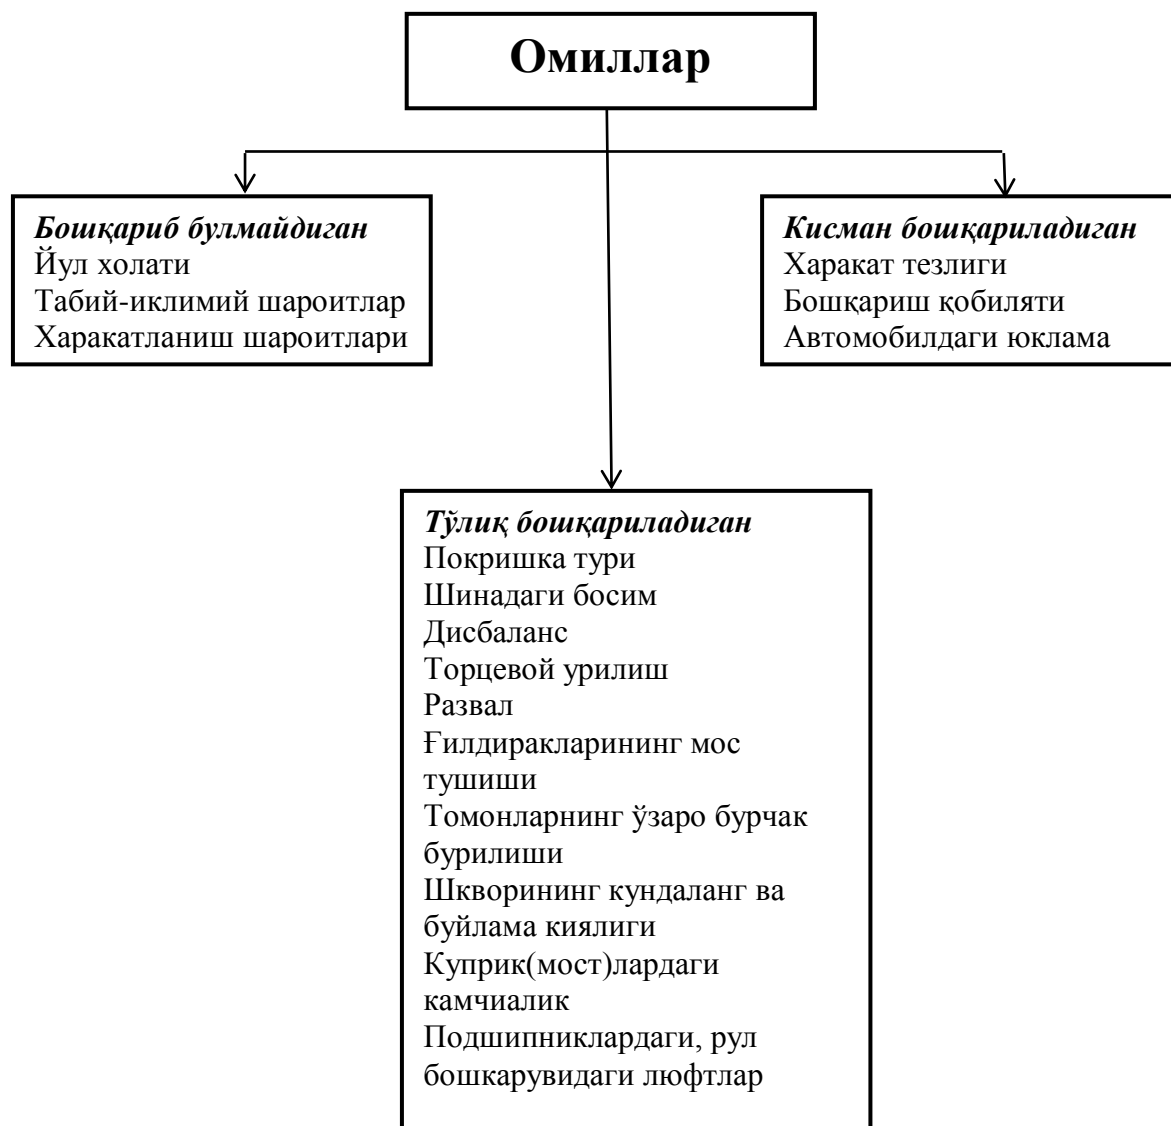 Омиллар
Бошқариб булмайдиган
Йул холати
Табий-иклимий шароитлар
Харакатланиш шароитлари
Кисман бошқариладиган
Харакат тезлиги
Бошқариш қобиляти
Автомобилдаги юклама
Тўлиқ бошқариладиган
Покришка тури
Шинадаги босим
Дисбаланс
Торцевой урилиш
Развал
Ғилдиракларининг мос
тушиши
Томонларнинг ўзаро бурчак
бурилиши
Шкворининг кундаланг ва
буйлама киялиги
Куприк(мост)лардаги
камчиалик
Подшипниклардаги, рул
бошкарувидаги люфтлар